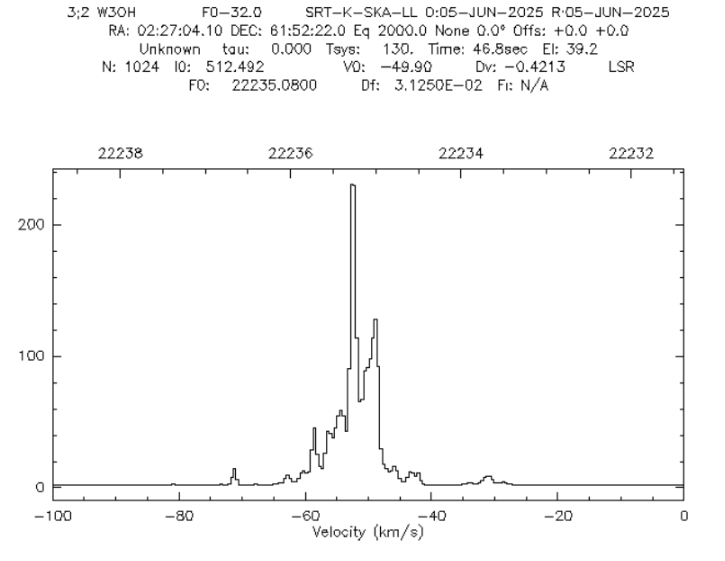 3;2 W3OH F0-32.0 SRT-K-SKA-LL O:05-JUN-2025 R:05-JUN-2025
RA: 02:27:04.10 DEC: 61:52:22.0 Eq 2000.0 None 0.0° Offs: +0.0 +0.0
Unknown tau: 0.000 Tsys: 130. Time: 46.8sec El: 39.2
N: 1024 I0: 512.492 V0: -49.90 Dv: -0.4213 LSR
F0: 22235.0800 Df: 3.1250E-02 Fi: N/A
22238 22236 22234 22232
200
100
0
-100 -80 -60 -40 -20 0
Velocity (km/s)